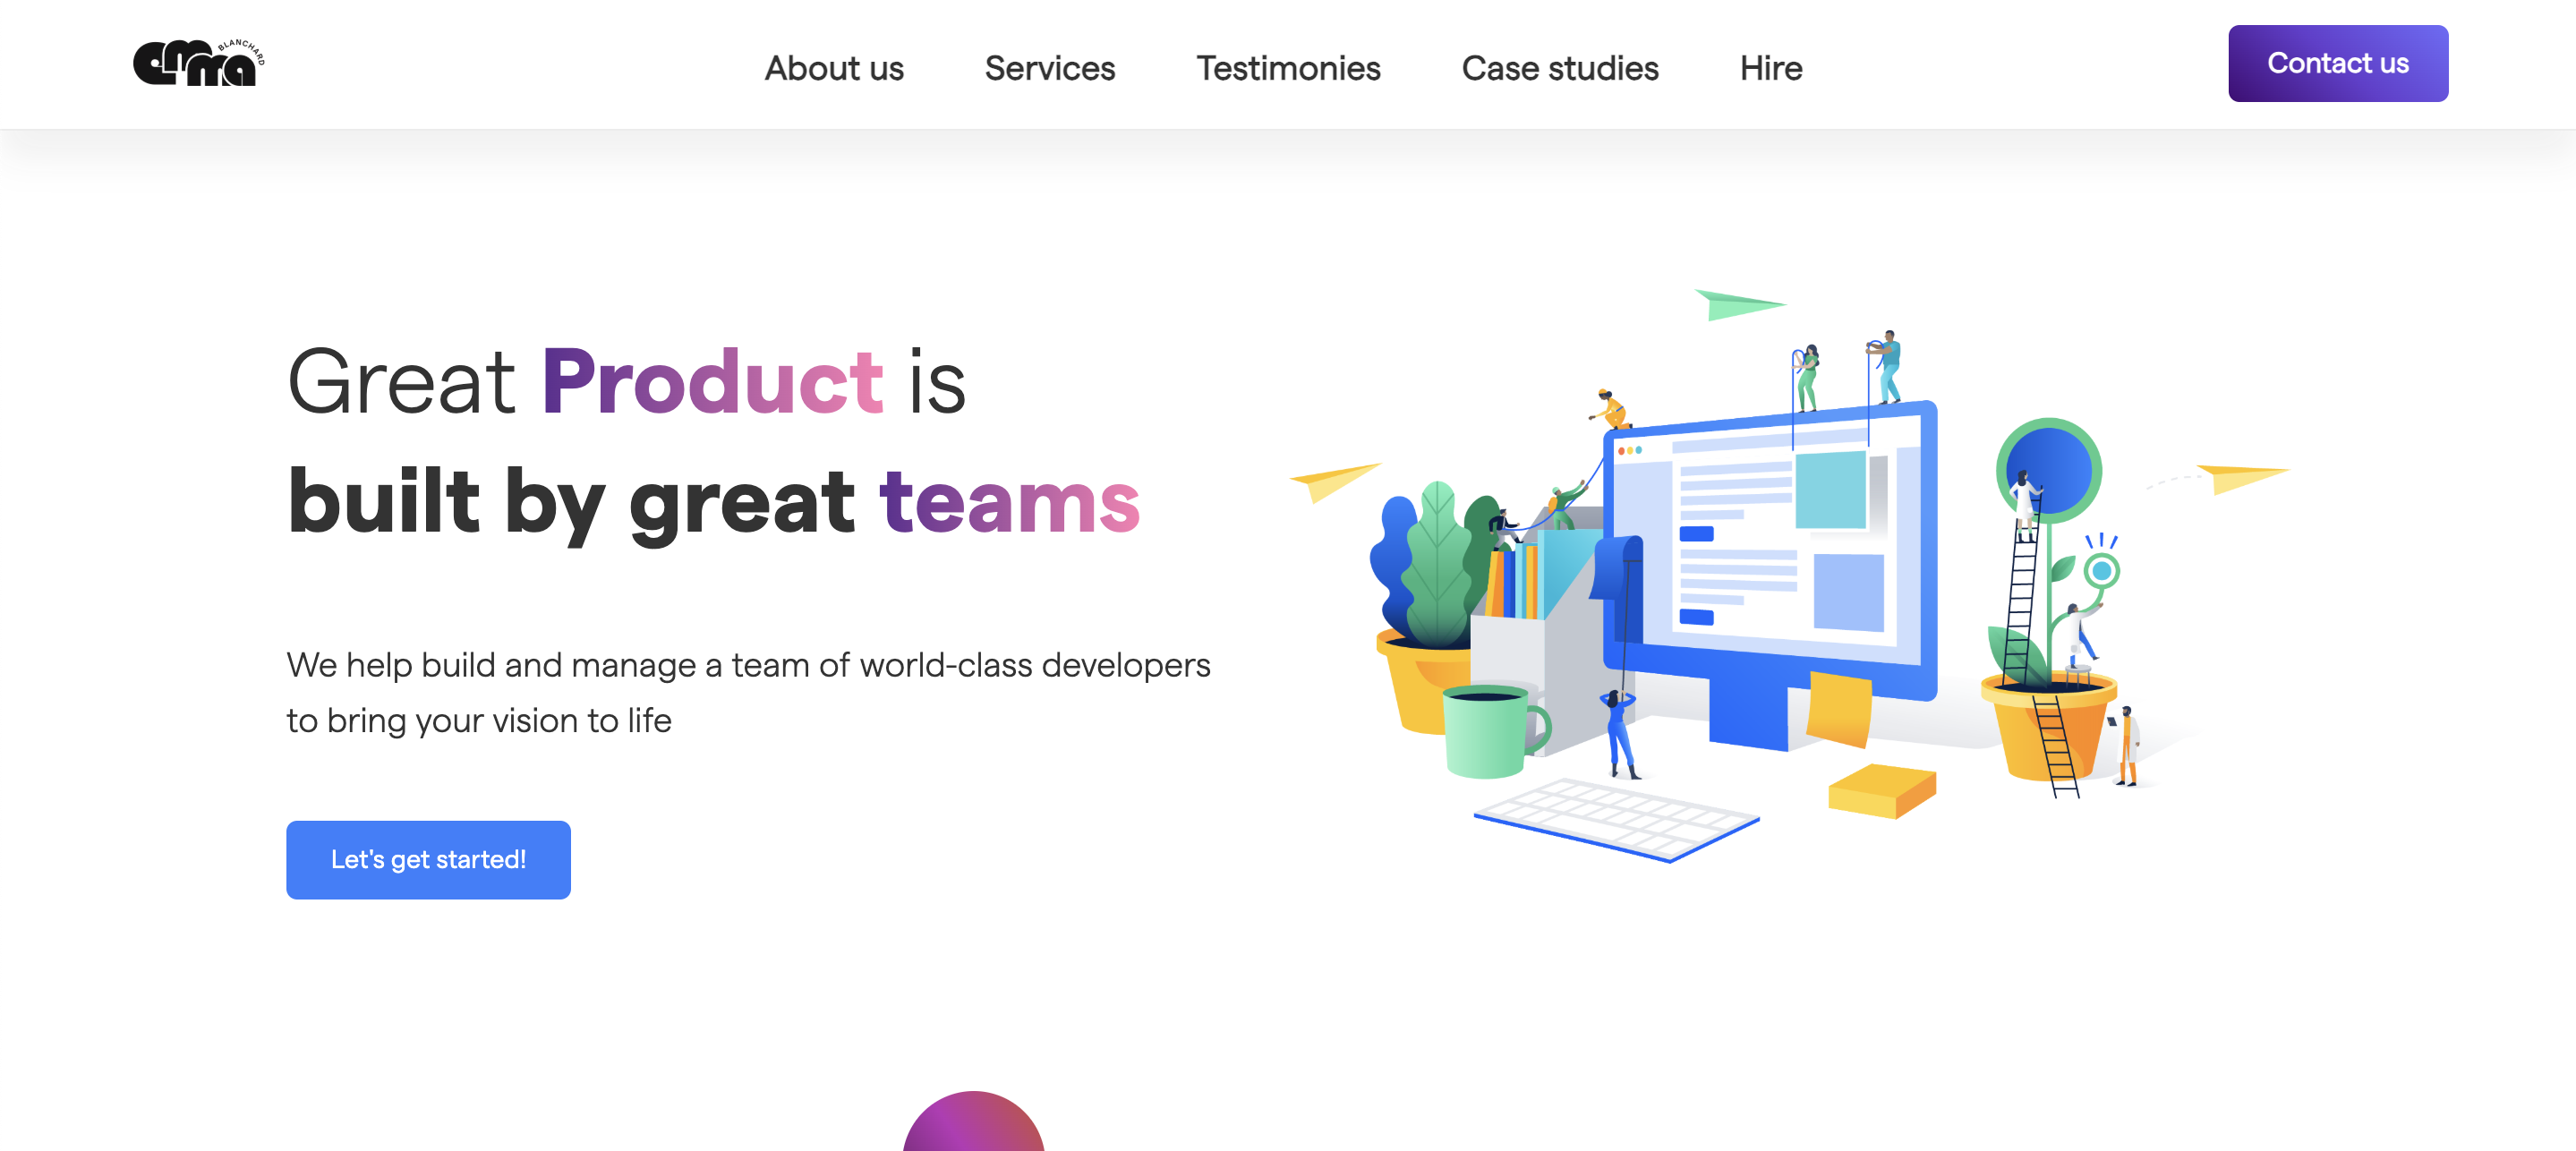 emma BLANCHARD
About us
Services
Testimonies
Case studies
Hire
Contact us
Great Product is
built by great teams
We help build and manage a team of world-class developers
to bring your vision to life
Let's get started!